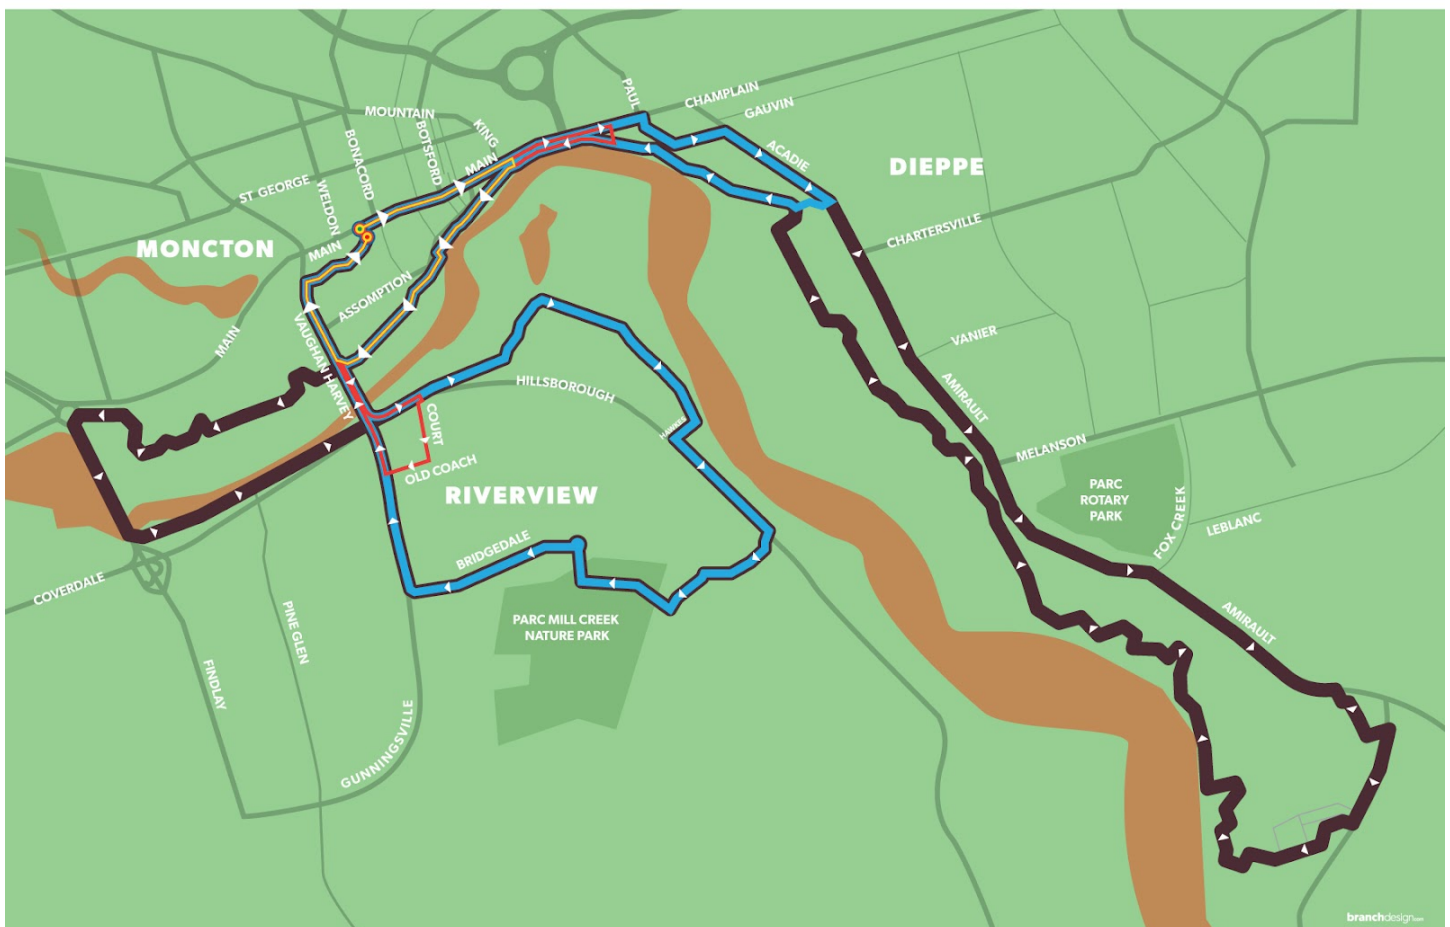 PAUL
CHAMPLAIN
GAUVIN
MOUNTAIN
KING
BOTSFORD
BONACORD
MAIN
ACADIE
DIEPPE
ST GEORGE
WELDON
CHARTERSVILLE
MONCTON
MAIN
ASSOMPTION
VAUGHAN HARVEY
MAIN
VANIER
HILLSBOROUGH
AMIRAULT
COURT
HAWKES
MELANSON
OLD COACH
RIVERVIEW
PARC
ROTARY
PARK
FOX CREEK
LEBLANC
BRIDGEDALE
COVERDALE
PINE GLEN
PARC MILL CREEK
NATURE PARK
AMIRAULT
FINDLAY
GUNNINGSVILLE